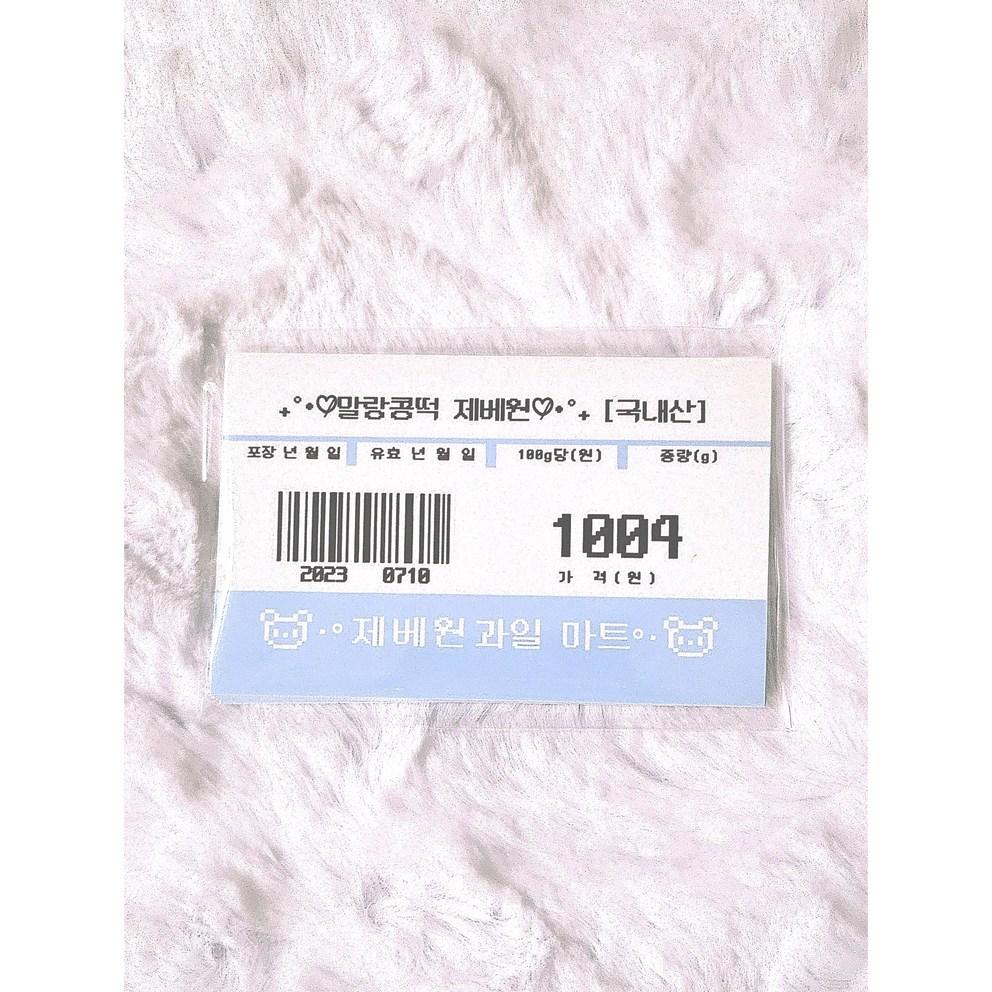 ₊˚•♡말랑콩떡 제베원♡•˚₊ [국내산]
포장 년 월 일 유효 년 월 일 100g당(원) 중량(g)
1004
2023 0710
가 격(원)
·°제베원과일 마트°·